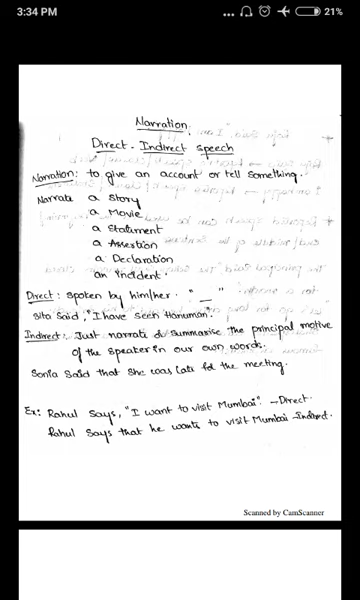 3:34 PM
21%
Narration:
Direct - Indirect speech
Narration: to give an account or tell something.
Narrate a story
a Movie
a Statement
a Assertion
a Declaration
an incident.
Direct: spoken by him/her. "__"
Sita said, "I have seen Hanuman."
Indirect: Just narrate & summarise the principal motive
of the speaker in our own words.
Sonia said that she was late for the meeting.
Ex: Rahul says, "I want to visit Mumbai". - Direct.
Rahul says that he wants to visit Mumbai - Indirect.
Scanned by CamScanner